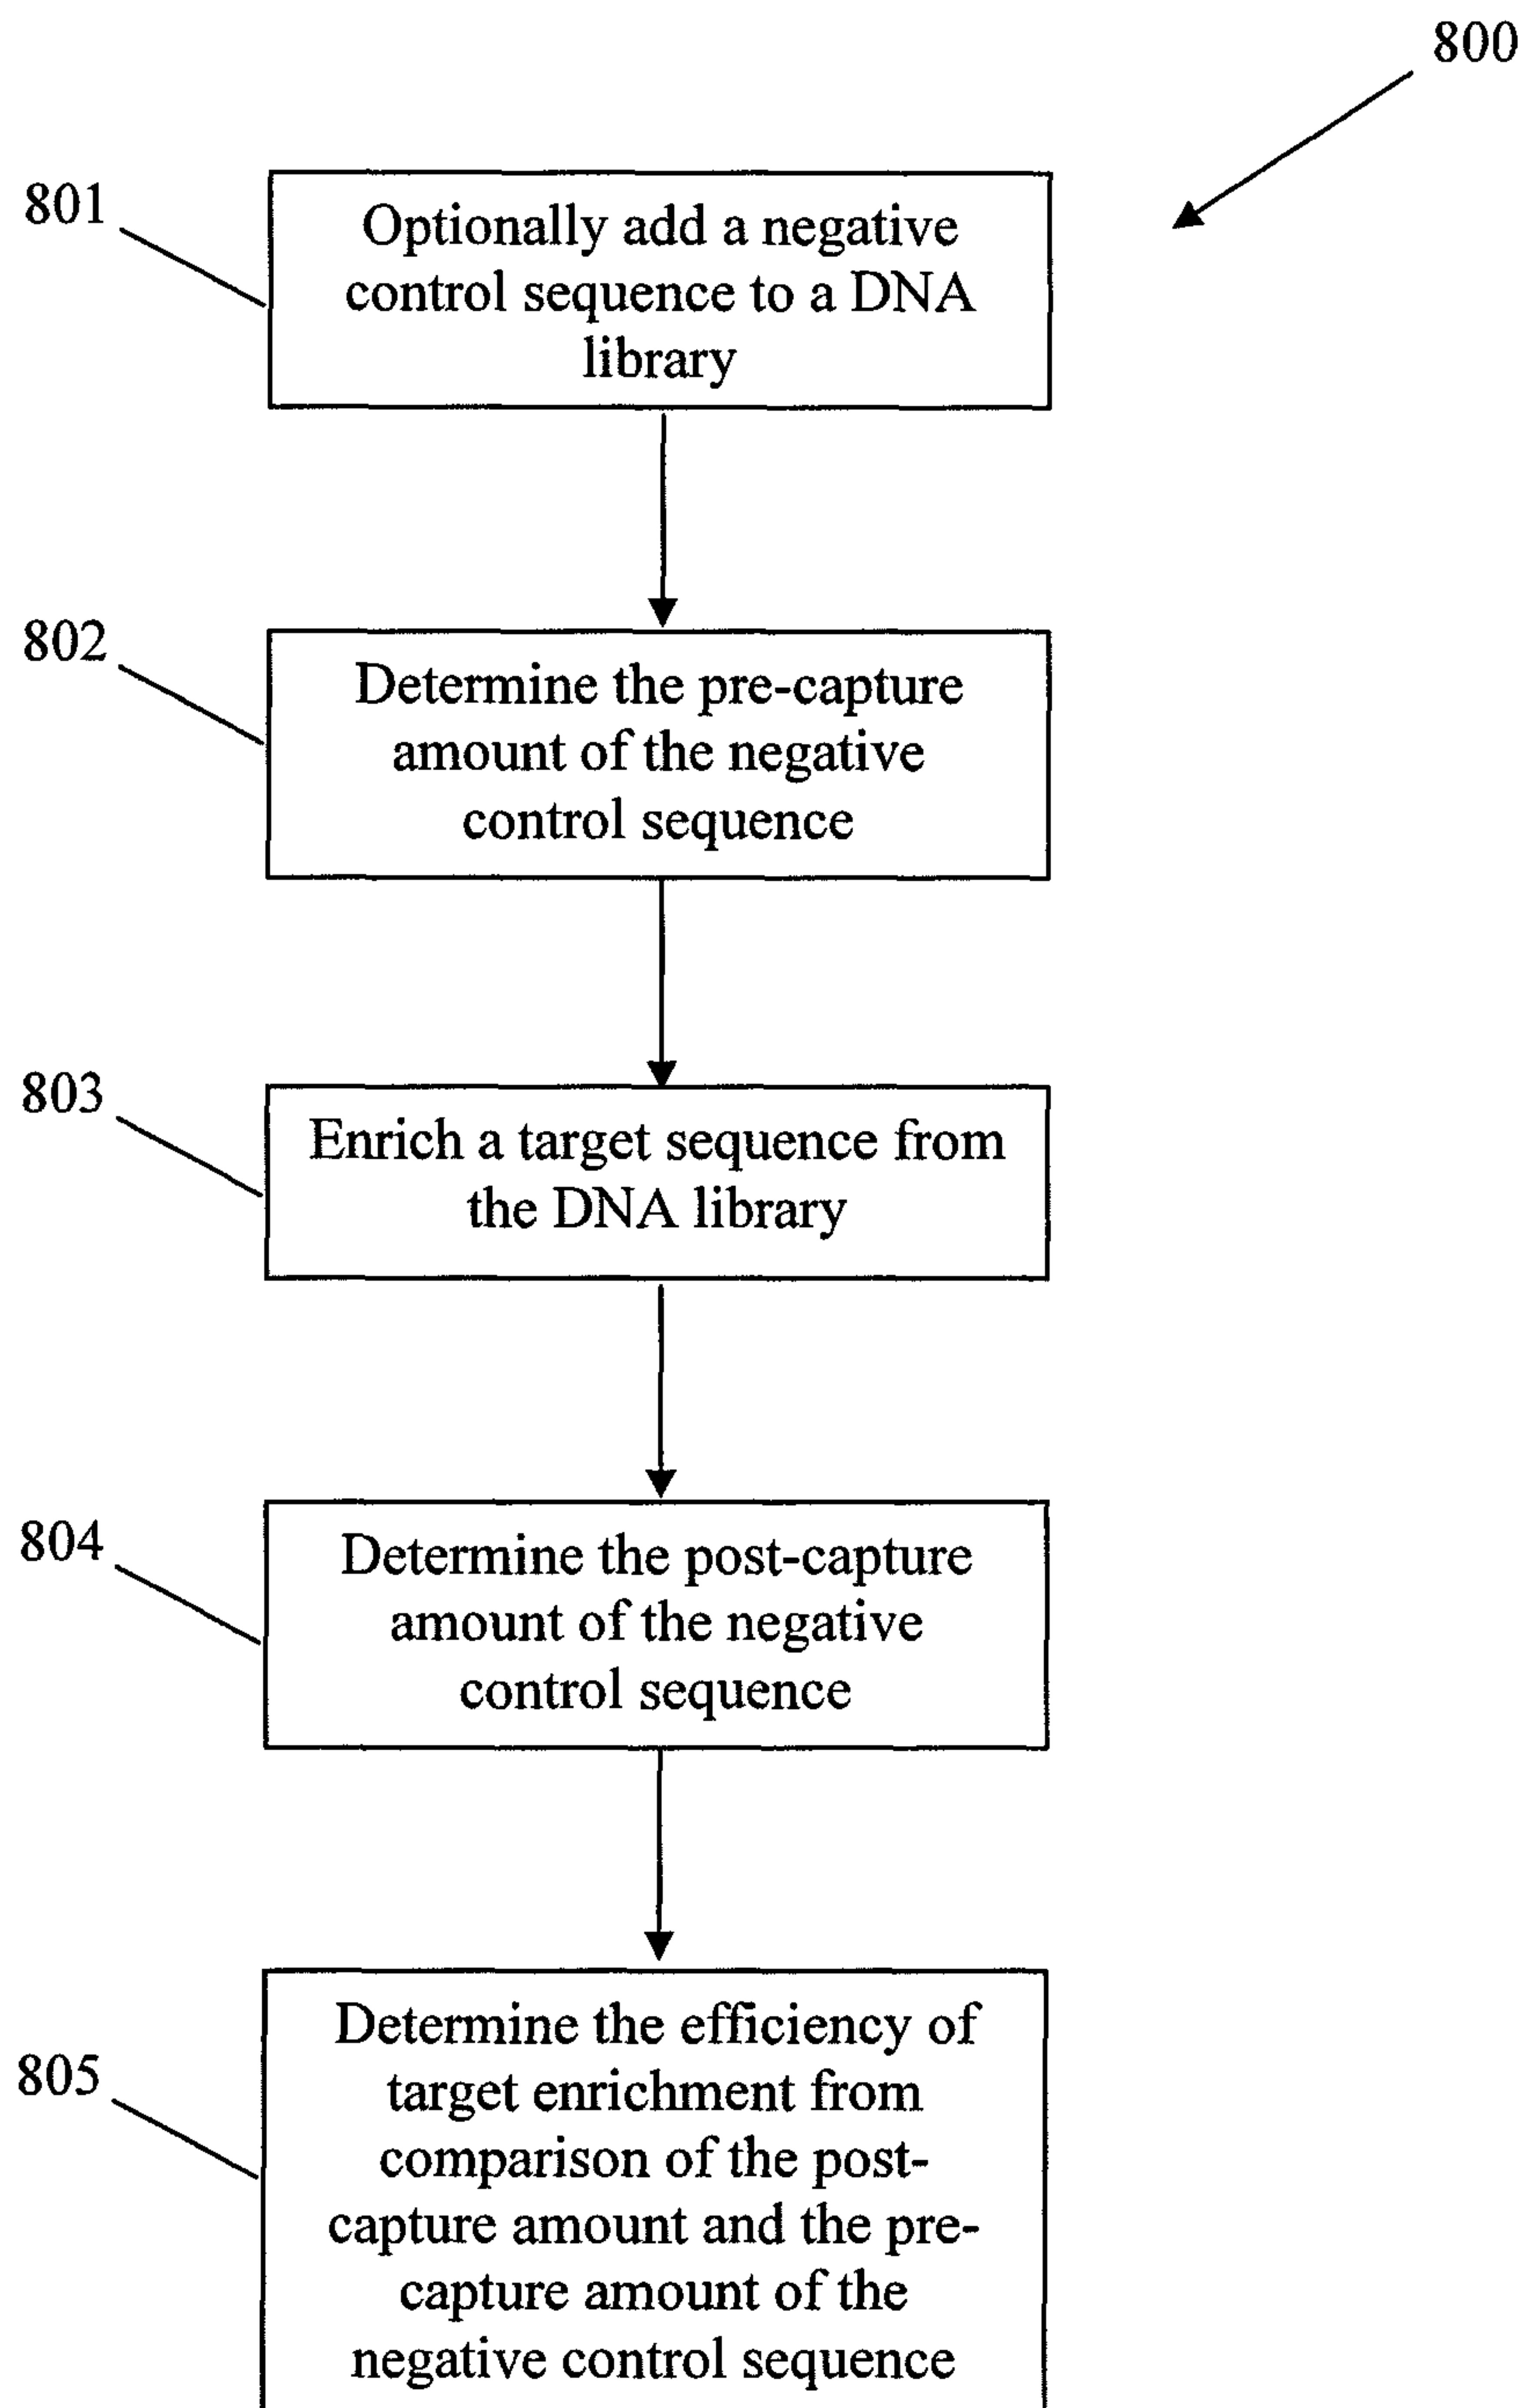 800
801
Optionally add a negative
control sequence to a DNA
library
802
Determine the pre-capture
amount of the negative
control sequence
803
Enrich a target sequence from
the DNA library
804
Determine the post-capture
amount of the negative
control sequence
805
Determine the efficiency of
target enrichment from
comparison of the post-
capture amount and the pre-
capture amount of the
negative control sequence